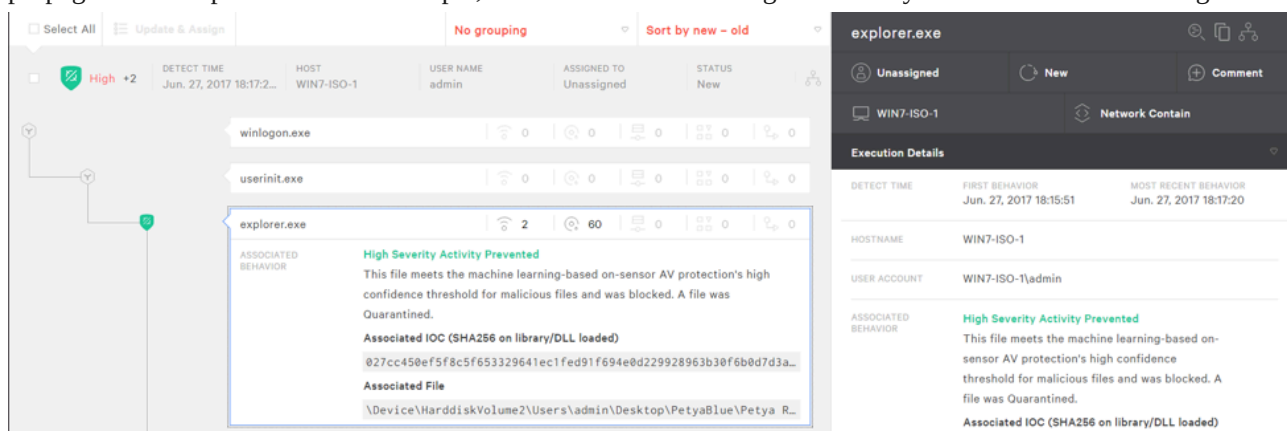 Select All Update & Assign No grouping Sort by new – old
High +2
DETECT TIME
Jun. 27, 2017 18:17:2...
HOST
WIN7-ISO-1
USER NAME
admin
ASSIGNED TO
Unassigned
STATUS
New
winlogon.exe 0 0 0 0 0
userinit.exe 0 0 0 0 0
explorer.exe 2 60 0 0 0
ASSOCIATED
BEHAVIOR
High Severity Activity Prevented
This file meets the machine learning-based on-sensor AV protection's high
confidence threshold for malicious files and was blocked. A file was
Quarantined.
Associated IOC (SHA256 on library/DLL loaded)
027cc450ef5f8c5f653329641ec1fed91f694e0d229928963b30f6b0d7d3a...
Associated File
\Device\HarddiskVolume2\Users\admin\Desktop\PetyaBlue\Petya R...
explorer.exe
Unassigned New Comment
WIN7-ISO-1 Network Contain
Execution Details
DETECT TIME
FIRST BEHAVIOR
Jun. 27, 2017 18:15:51
MOST RECENT BEHAVIOR
Jun. 27, 2017 18:17:20
HOSTNAME WIN7-ISO-1
USER ACCOUNT WIN7-ISO-1\admin
ASSOCIATED
BEHAVIOR
High Severity Activity Prevented
This file meets the machine learning-based on-
sensor AV protection's high confidence
threshold for malicious files and was blocked. A
file was Quarantined.
Associated IOC (SHA256 on library/DLL loaded)